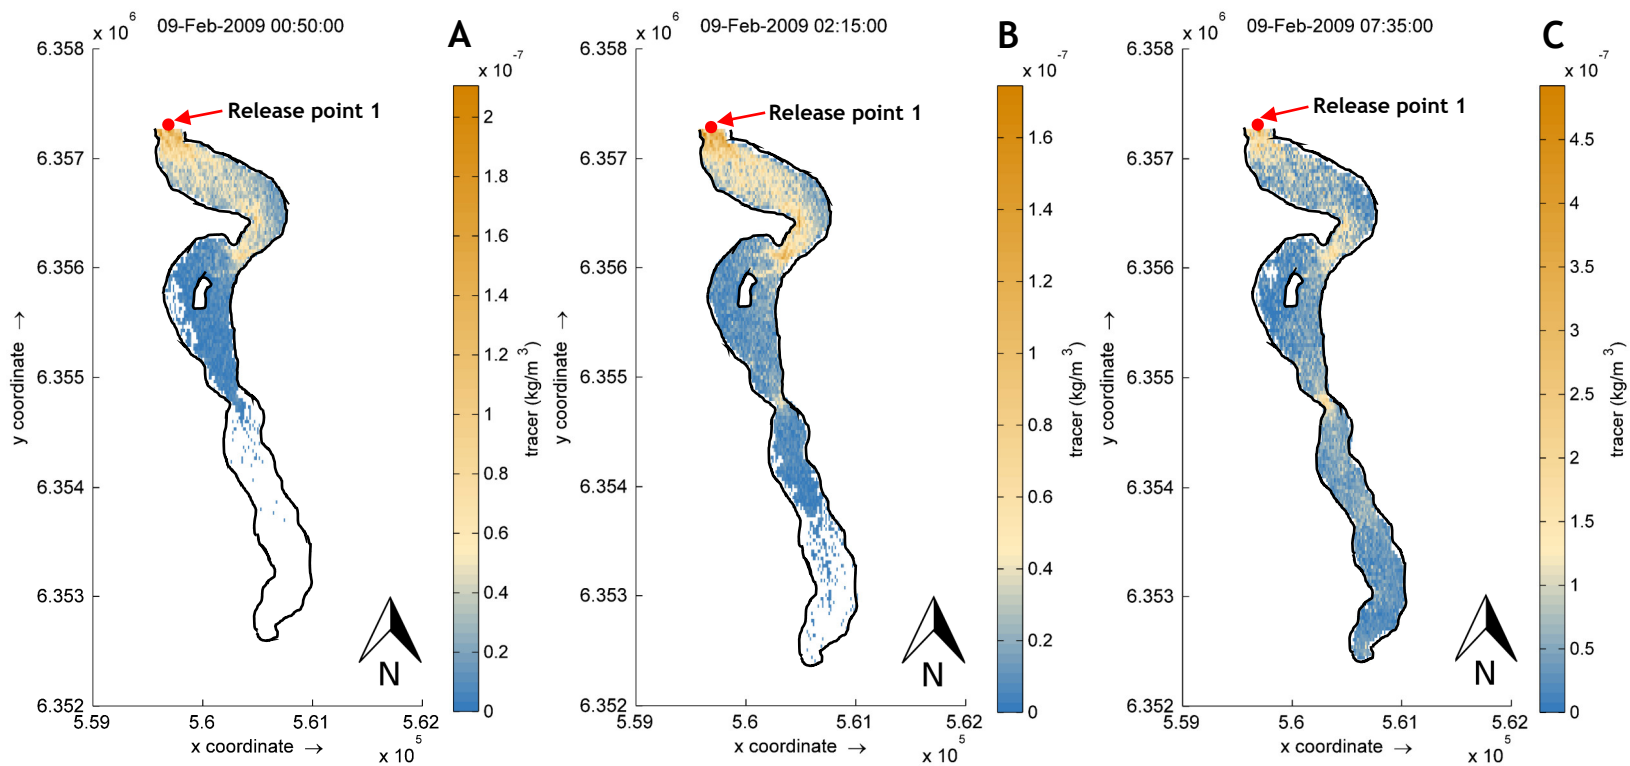 x 10^6
09-Feb-2009 00:50:00
A
x 10^-7
6.358
6.357
6.356
6.355
6.354
6.353
6.352
y coordinate →
Release point 1
N
5.59
5.6
5.61
5.62
x coordinate →
x 10^5
2
1.8
1.6
1.4
1.2
1
0.8
0.6
0.4
0.2
0
tracer (kg/m^3)
x 10^6
09-Feb-2009 02:15:00
B
x 10^-7
6.358
6.357
6.356
6.355
6.354
6.353
6.352
y coordinate →
Release point 1
N
5.59
5.6
5.61
5.62
x coordinate →
x 10^5
1.6
1.4
1.2
1
0.8
0.6
0.4
0.2
0
tracer (kg/m^3)
x 10^6
09-Feb-2009 07:35:00
C
x 10^-7
6.358
6.357
6.356
6.355
6.354
6.353
6.352
y coordinate →
Release point 1
N
5.59
5.6
5.61
5.62
x coordinate →
x 10^5
4.5
4
3.5
3
2.5
2
1.5
1
0.5
0
tracer (kg/m^3)